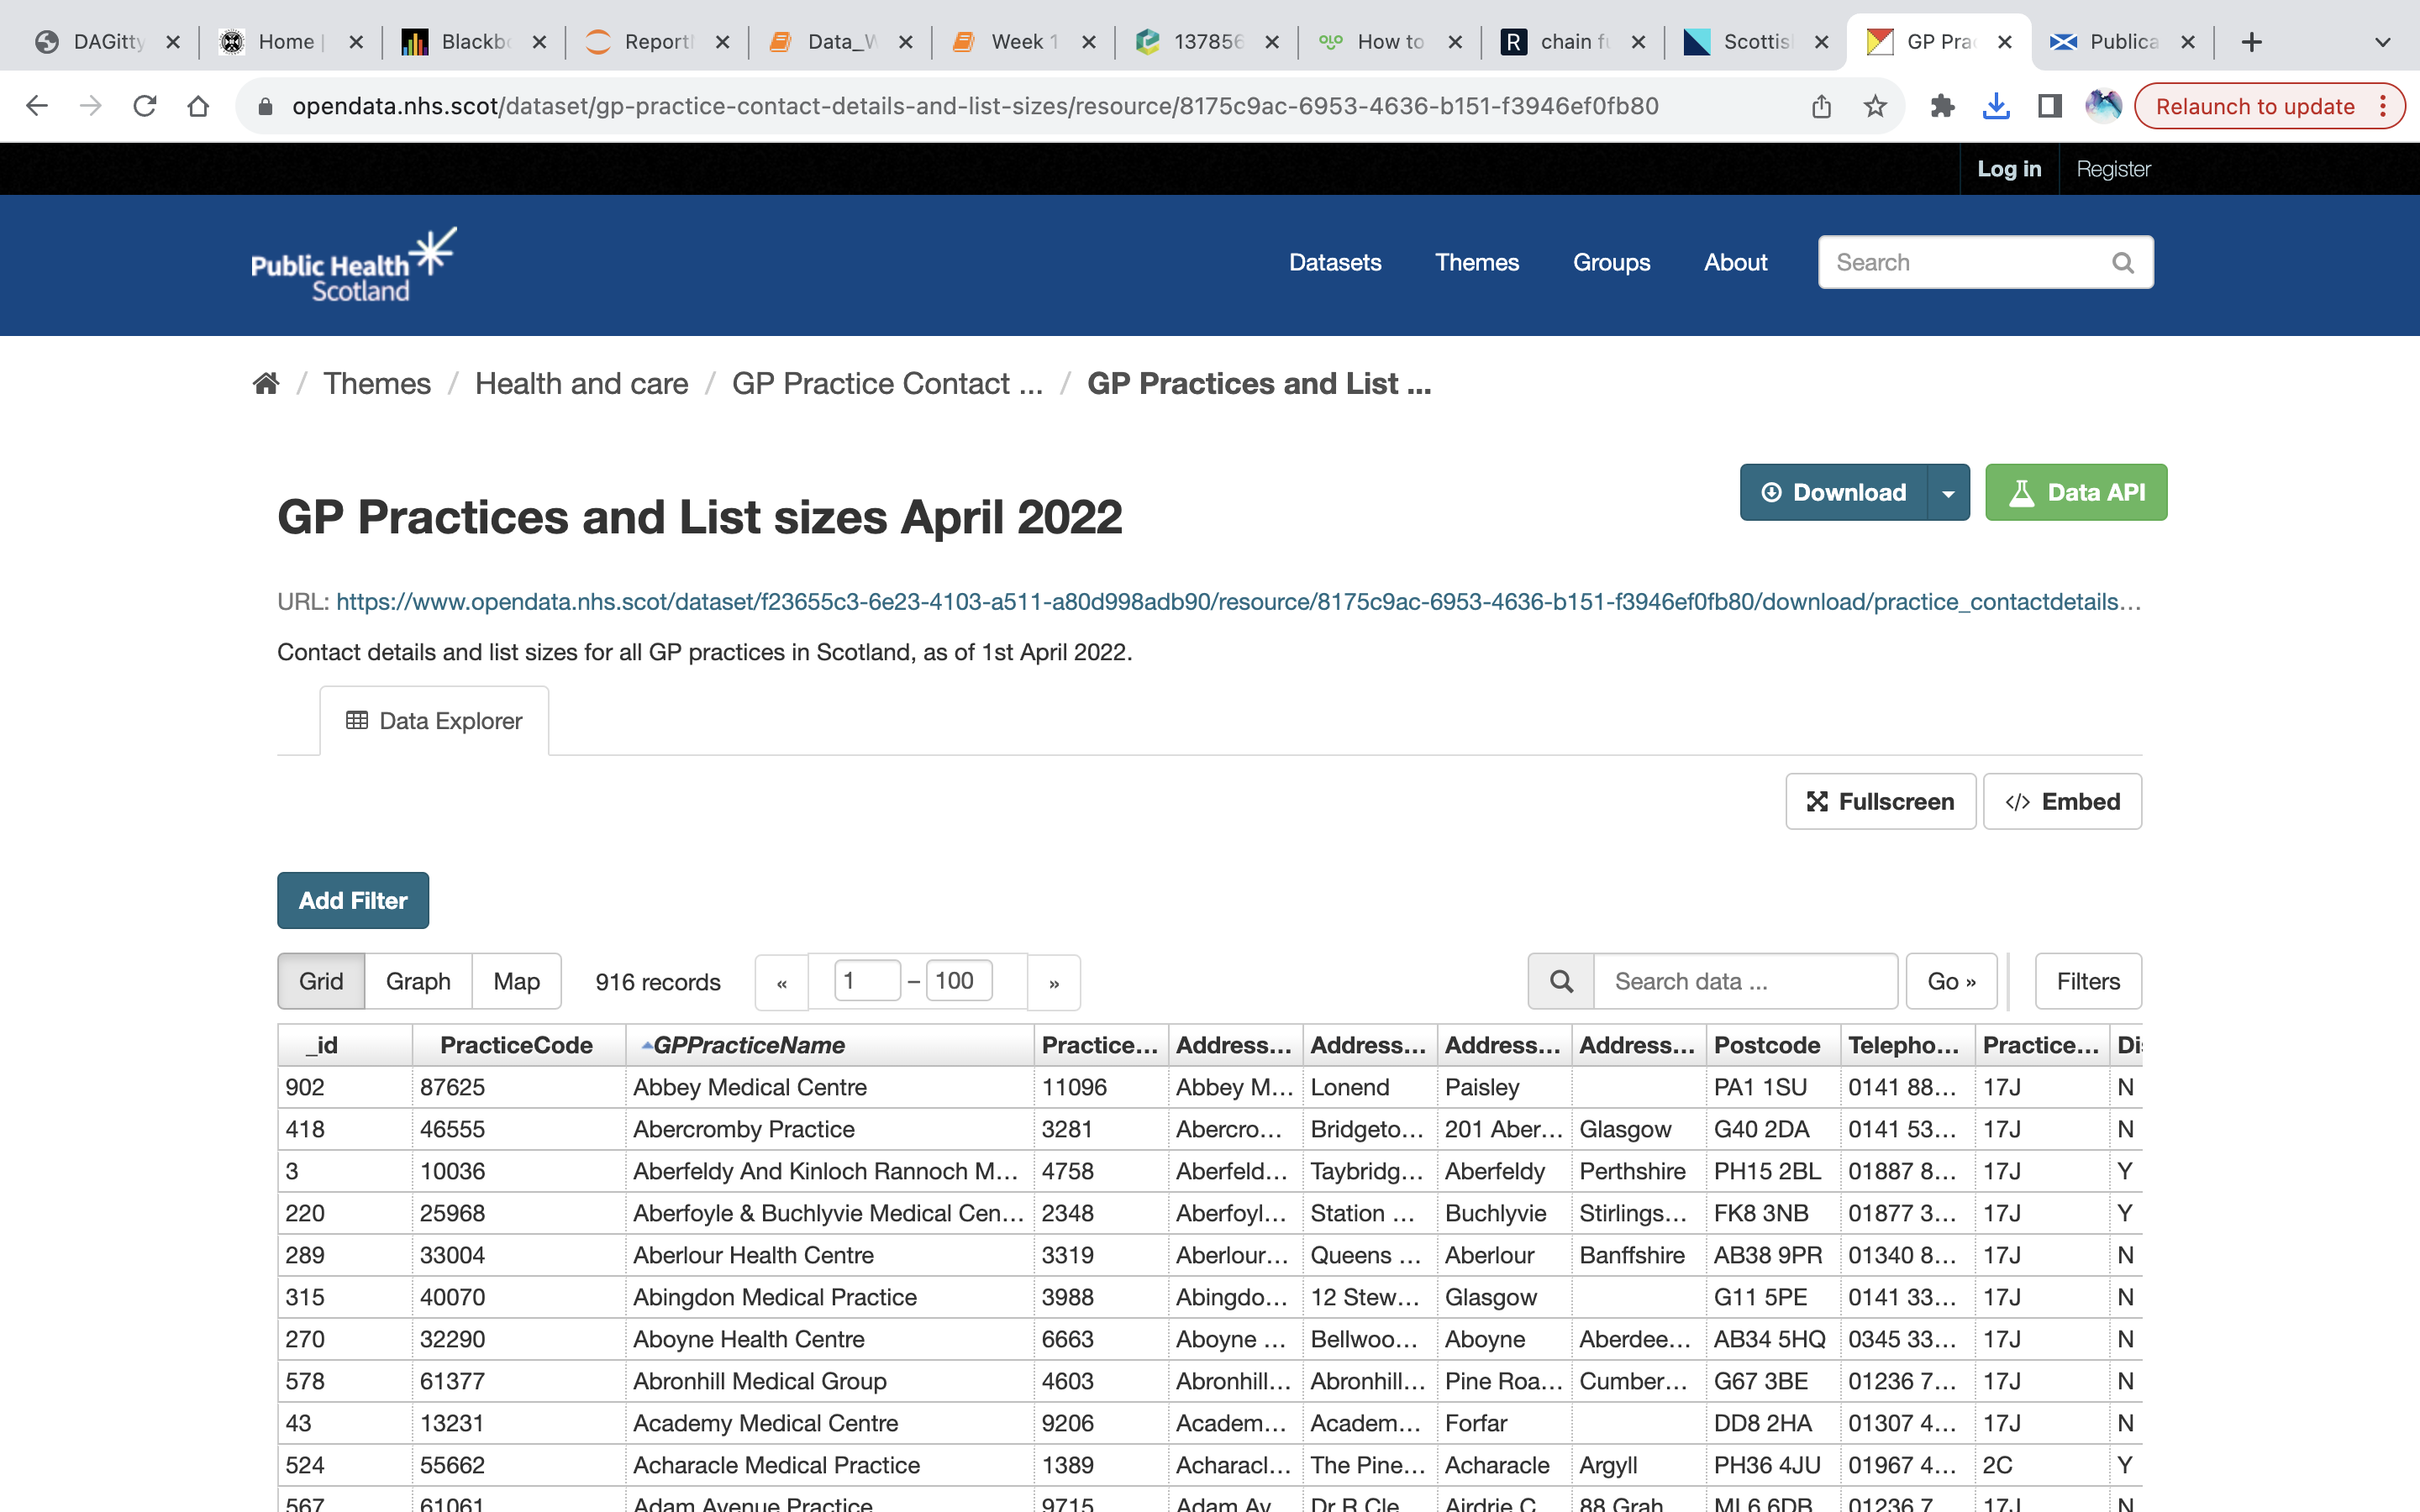 DAGitty
Home |
Blackbo
Report
Data_W
Week 1
137856
How to
chain fu
Scottis
GP Prac
Publica
opendata.nhs.scot/dataset/gp-practice-contact-details-and-list-sizes/resource/8175c9ac-6953-4636-b151-f3946ef0fb80
Relaunch to update
Log in
Register
Public Health
Scotland
Datasets
Themes
Groups
About
Search
/ Themes / Health and care / GP Practice Contact ... / GP Practices and List ...
Download
Data API
GP Practices and List sizes April 2022
URL: https://www.opendata.nhs.scot/dataset/f23655c3-6e23-4103-a511-a80d998adb90/resource/8175c9ac-6953-4636-b151-f3946ef0fb80/download/practice_contactdetails…
Contact details and list sizes for all GP practices in Scotland, as of 1st April 2022.
Data Explorer
Fullscreen
</> Embed
Add Filter
Grid Graph Map 916 records « 1 – 100 » Search data ... Go » Filters
_id PracticeCode GPPracticeName Practice... Address... Address... Address... Address... Postcode Telepho... Practice... Di
902 87625 Abbey Medical Centre 11096 Abbey M... Lonend Paisley PA1 1SU 0141 88... 17J N
418 46555 Abercromby Practice 3281 Abercro... Bridgeto... 201 Aber... Glasgow G40 2DA 0141 53... 17J N
3 10036 Aberfeldy And Kinloch Rannoch M... 4758 Aberfeld... Taybridg... Aberfeldy Perthshire PH15 2BL 01887 8... 17J Y
220 25968 Aberfoyle & Buchlyvie Medical Cen... 2348 Aberfoyl... Station ... Buchlyvie Stirlings... FK8 3NB 01877 3... 17J Y
289 33004 Aberlour Health Centre 3319 Aberlour... Queens ... Aberlour Banffshire AB38 9PR 01340 8... 17J N
315 40070 Abingdon Medical Practice 3988 Abingdo... 12 Stew... Glasgow G11 5PE 0141 33... 17J N
270 32290 Aboyne Health Centre 6663 Aboyne ... Bellwoo... Aboyne Aberdee... AB34 5HQ 0345 33... 17J N
578 61377 Abronhill Medical Group 4603 Abronhill... Abronhill... Pine Roa... Cumber... G67 3BE 01236 7... 17J N
43 13231 Academy Medical Centre 9206 Academ... Academ... Forfar DD8 2HA 01307 4... 17J N
524 55662 Acharacle Medical Practice 1389 Acharacl... The Pine... Acharacle Argyll PH36 4JU 01967 4... 2C Y
567 61061 Adam Avenue Practice 9715 Adam Av... Dr R Cle... Airdrie C... 88 Grah... ML6 6DB 01236 7... 17J N